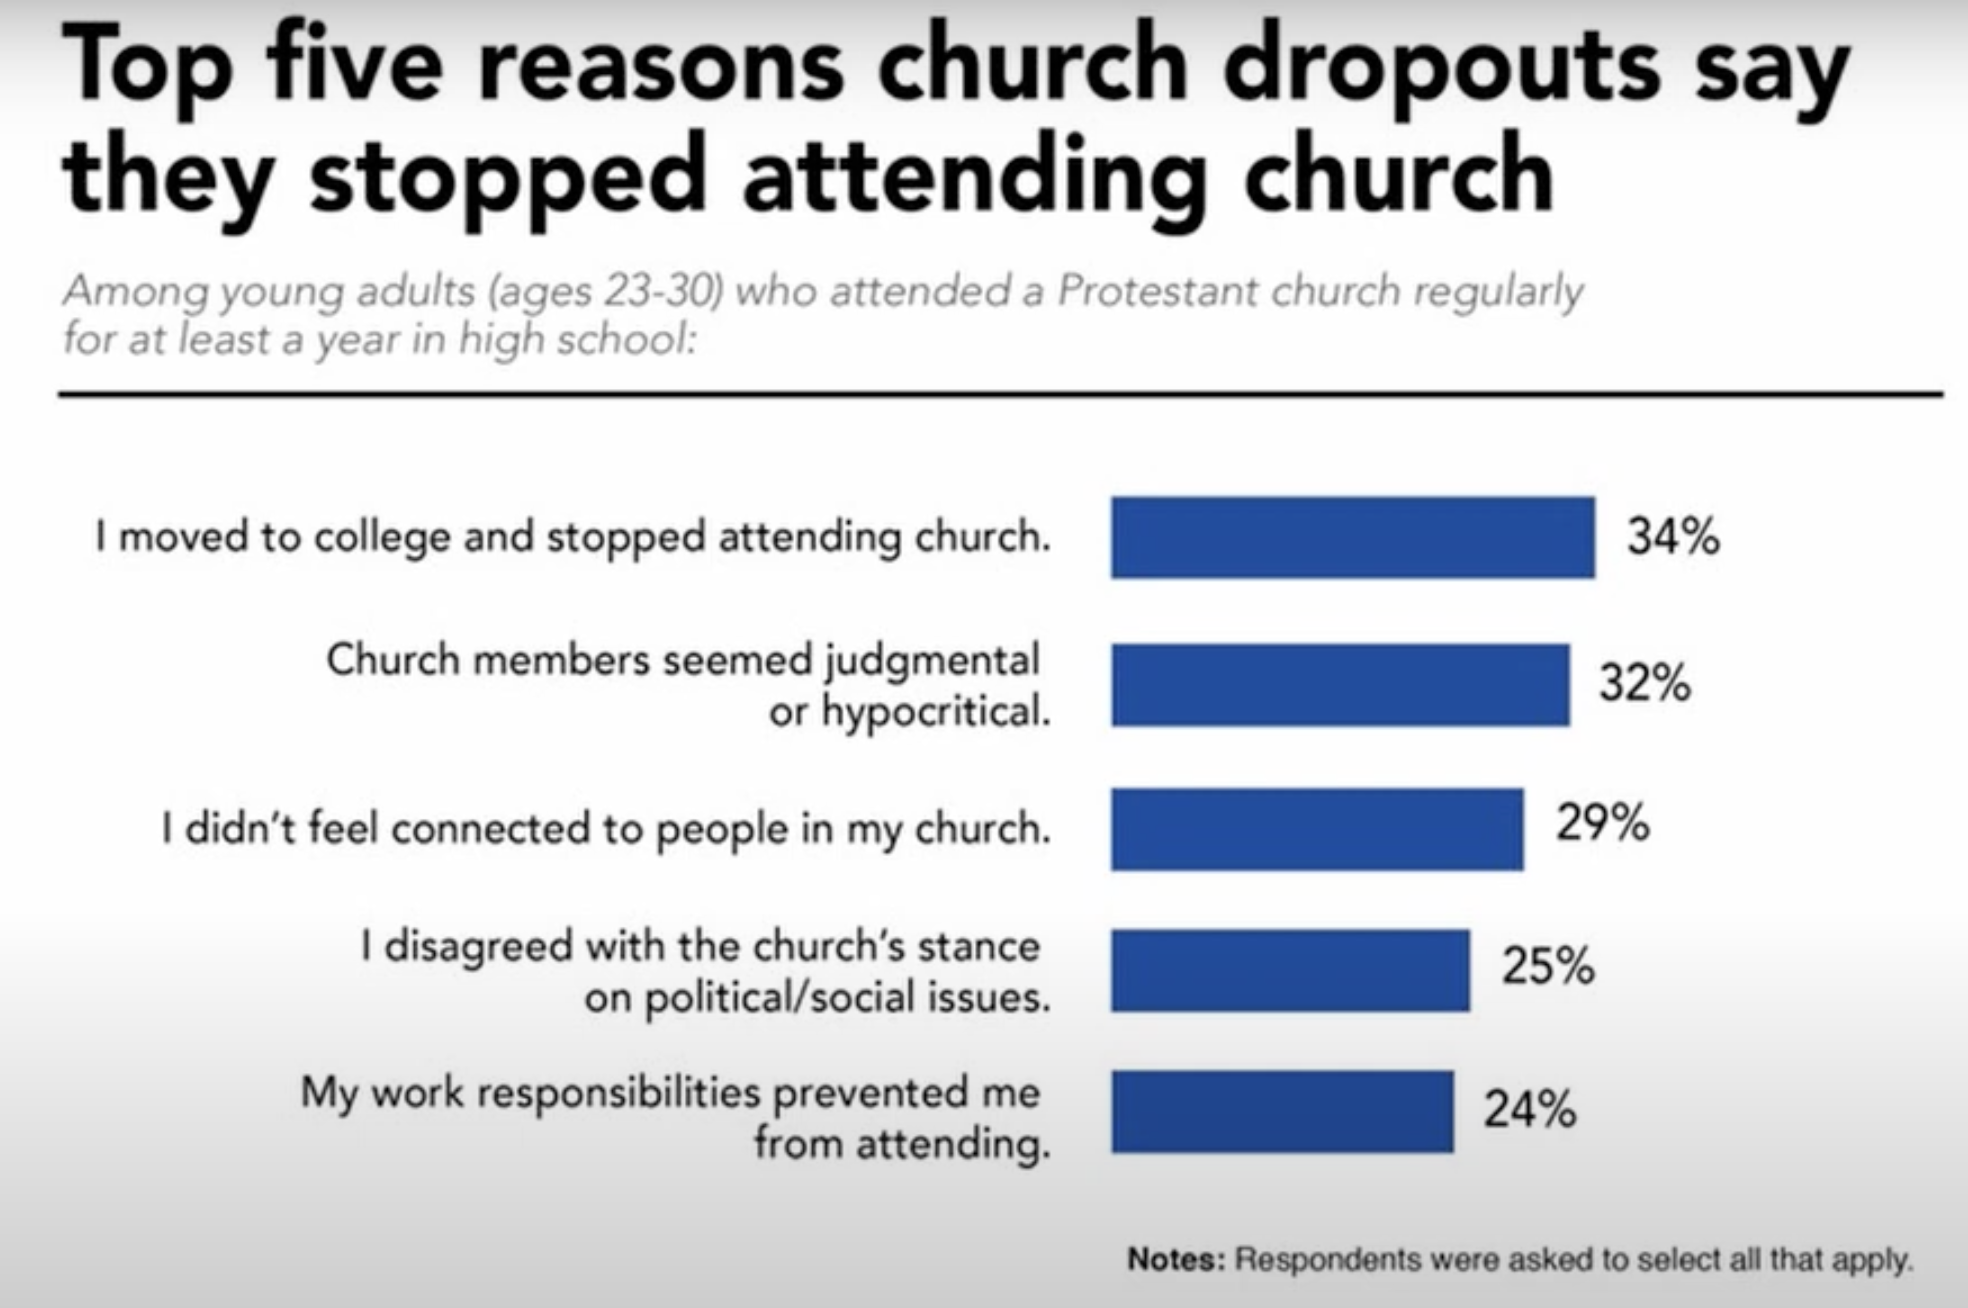 Top five reasons church dropouts say
they stopped attending church
Among young adults (ages 23-30) who attended a Protestant church regularly
for at least a year in high school:
I moved to college and stopped attending church.
34%
Church members seemed judgmental
or hypocritical.
32%
I didn't feel connected to people in my church.
29%
I disagreed with the church's stance
on political/social issues.
25%
My work responsibilities prevented me
from attending.
24%
Notes: Respondents were asked to select all that apply.